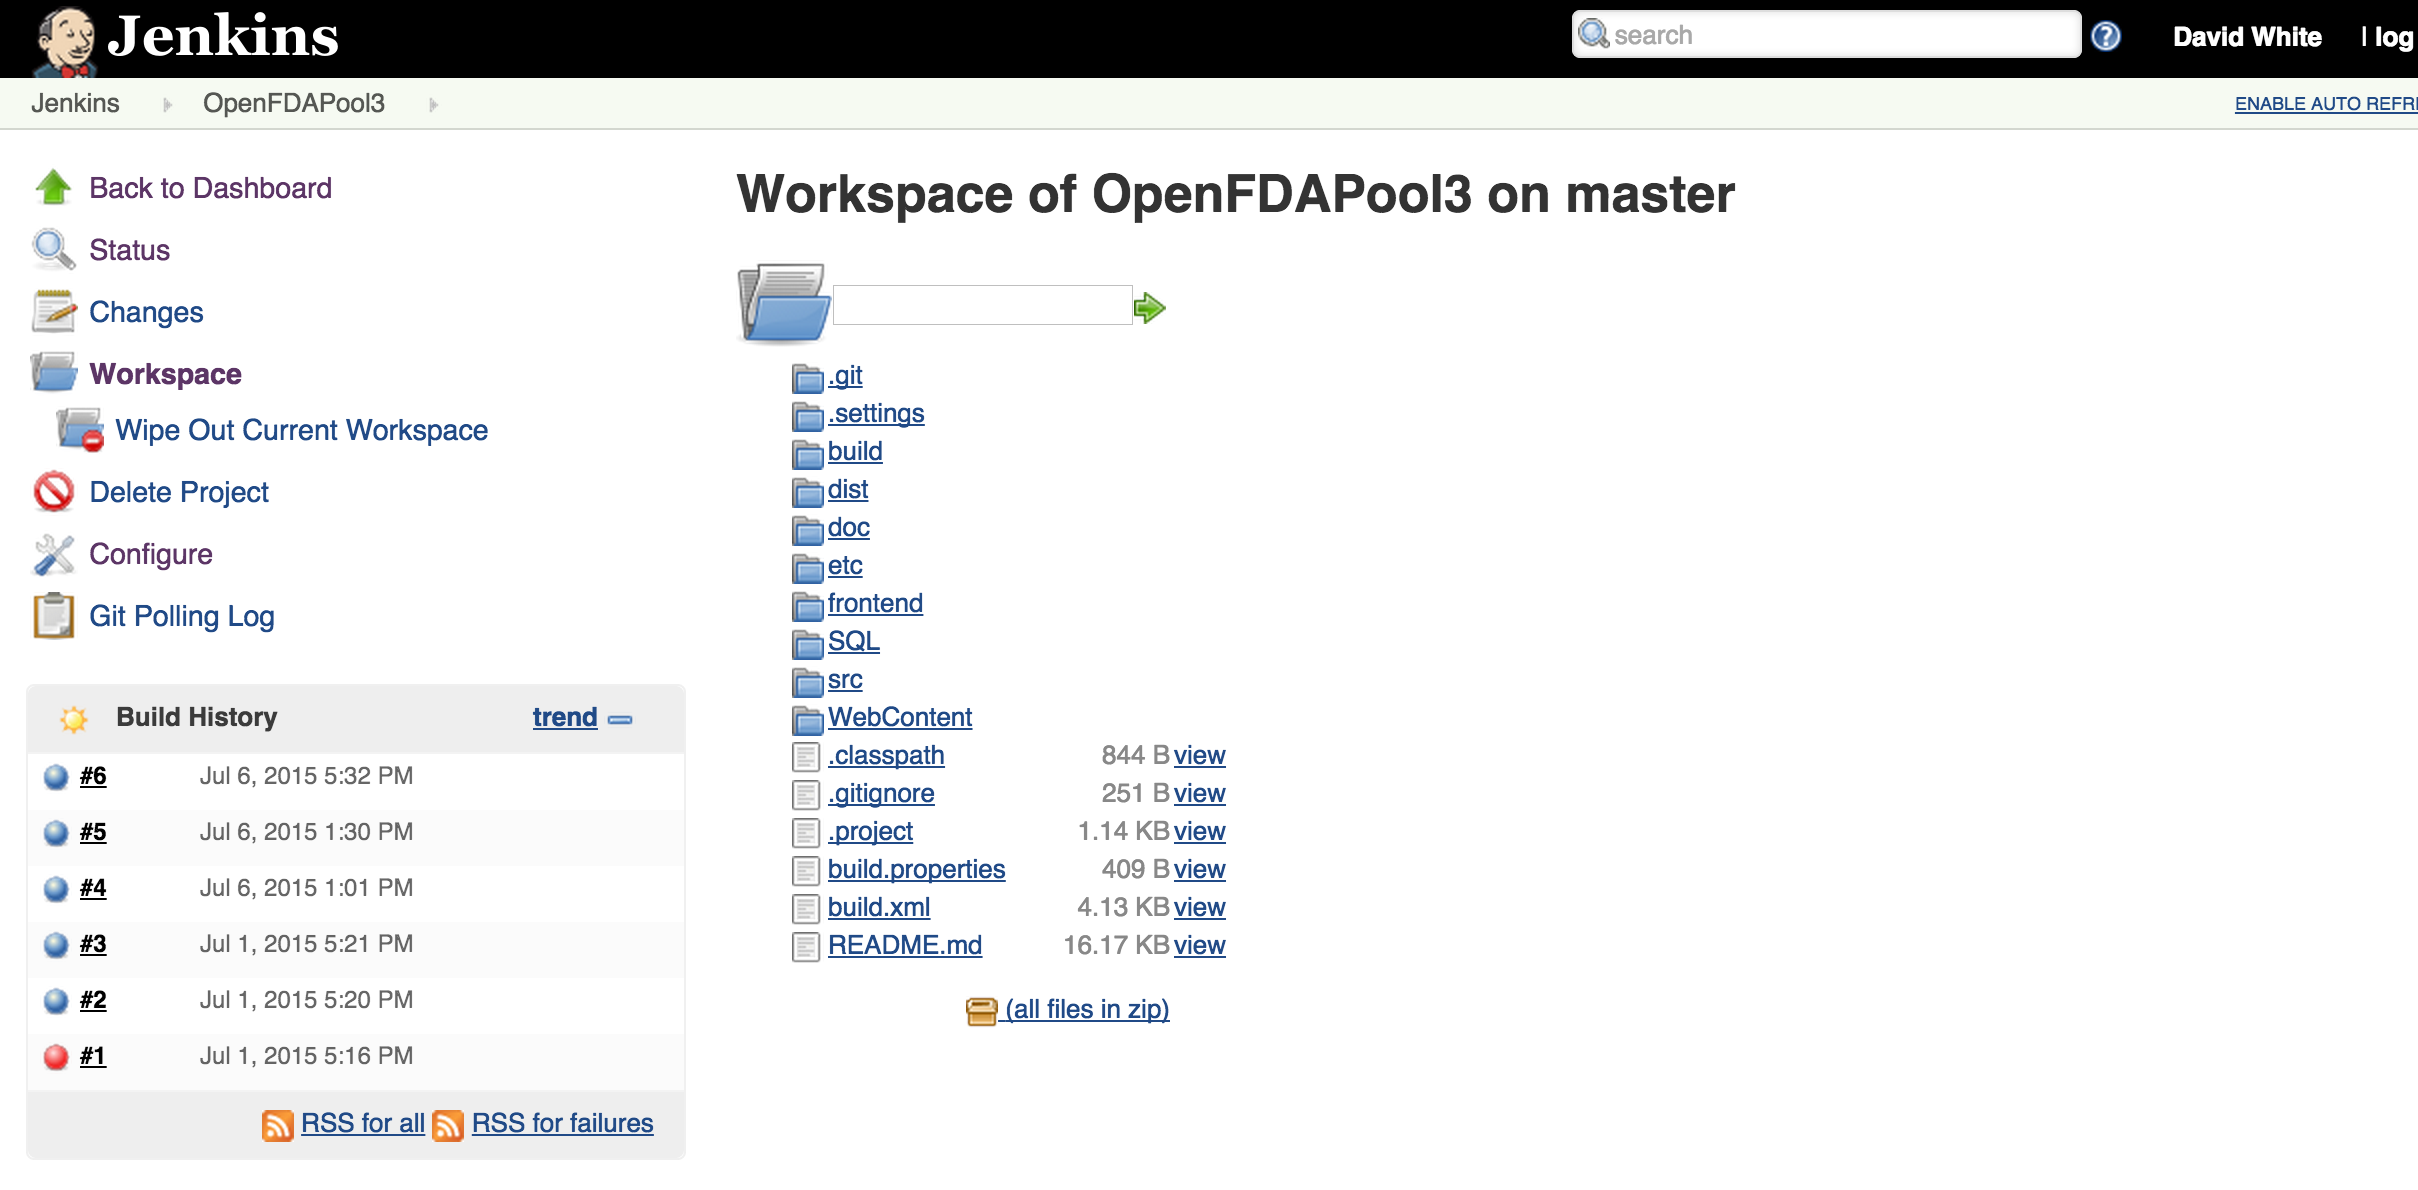 Jenkins
search
David White | log
Jenkins OpenFDAPool3
ENABLE AUTO REFR
Back to Dashboard
Status
Changes
Workspace
Wipe Out Current Workspace
Delete Project
Configure
Git Polling Log
Build History trend
#6 Jul 6, 2015 5:32 PM
#5 Jul 6, 2015 1:30 PM
#4 Jul 6, 2015 1:01 PM
#3 Jul 1, 2015 5:21 PM
#2 Jul 1, 2015 5:20 PM
#1 Jul 1, 2015 5:16 PM
RSS for all RSS for failures
Workspace of OpenFDAPool3 on master
.git
.settings
build
dist
doc
etc
frontend
SQL
src
WebContent
.classpath 844 B view
.gitignore 251 B view
.project 1.14 KB view
build.properties 409 B view
build.xml 4.13 KB view
README.md 16.17 KB view
(all files in zip)